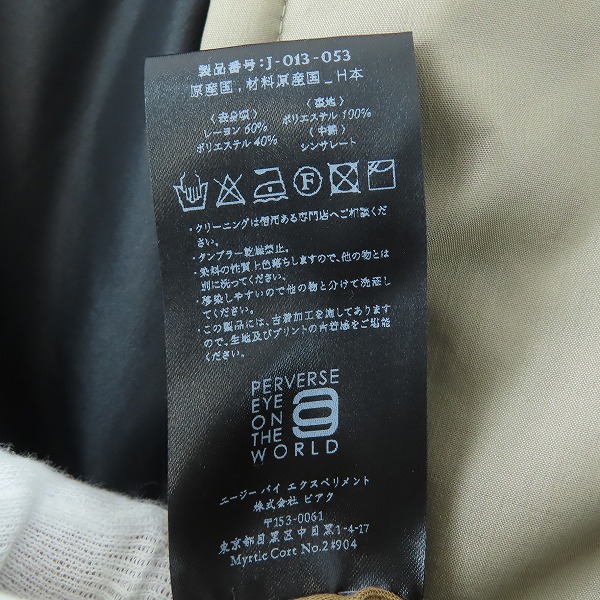 製品番号:J-013-053
原産国,材料原産国_日本
〈表身頃〉 〈裏地〉
レーヨン 60% ポリエステル 100%
ポリエステル 40% 〈中綿〉
シンサレート
F
・クリーニングは信用ある専門店へご相談くだ
さい。
・タンブラー乾燥禁止。
・染料の性質上色落ちしますので、他の物とは
別に洗ってください。
・移染しやすいので他の物と分けて洗濯し
てください。
・この製品には、古着加工を施してあります
ので、生地及びプリントの古着感をご堪能
ください。
PERVERSE
EYE
ON
THE
WORLD
ニージー バイ エクスペリメント
株式会社 ピアク
〒153-0061
東京都目黒区中目黒1-4-17
Myrtic Cort No.2 #904